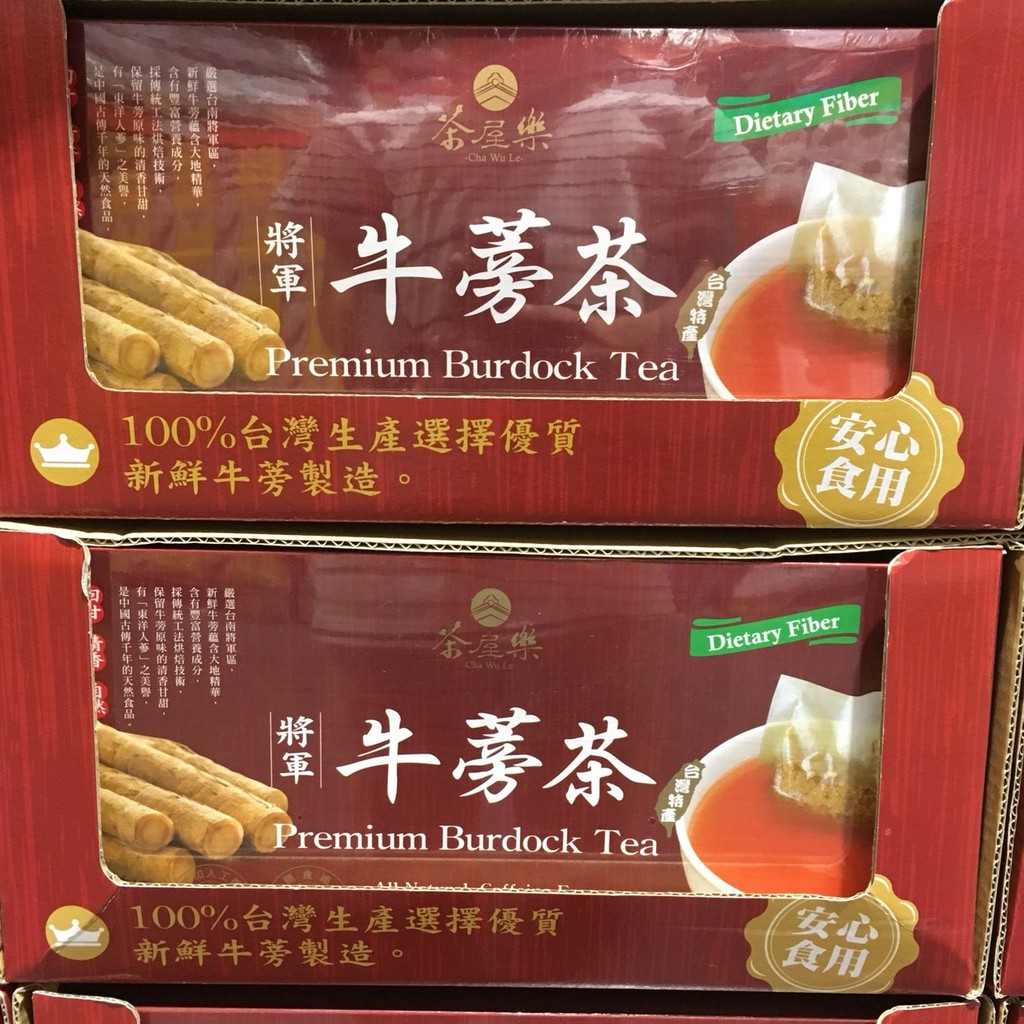 嚴選台南將軍區，
新鮮牛蒡蘊含大地精華，
含有豐富營養成分，
採傳統工法烘焙技術，
保留牛蒡原味的清香甘甜，
有「東洋人蔘」之美譽，
是中國古傳千年的天然食品。
茶屋樂
-Cha Wu Le-
Dietary Fiber
將軍
牛蒡茶
台灣特產
Premium Burdock Tea
100%台灣生產選擇優質
新鮮牛蒡製造。
安心
食用
回甘 清香 自然
嚴選台南將軍區，
新鮮牛蒡蘊含大地精華，
含有豐富營養成分，
採傳統工法烘焙技術，
保留牛蒡原味的清香甘甜，
有「東洋人蔘」之美譽，
是中國古傳千年的天然食品。
茶屋樂
-Cha Wu Le-
Dietary Fiber
將軍
牛蒡茶
台灣特產
Premium Burdock Tea
100%台灣生產選擇優質
新鮮牛蒡製造。
安心
食用